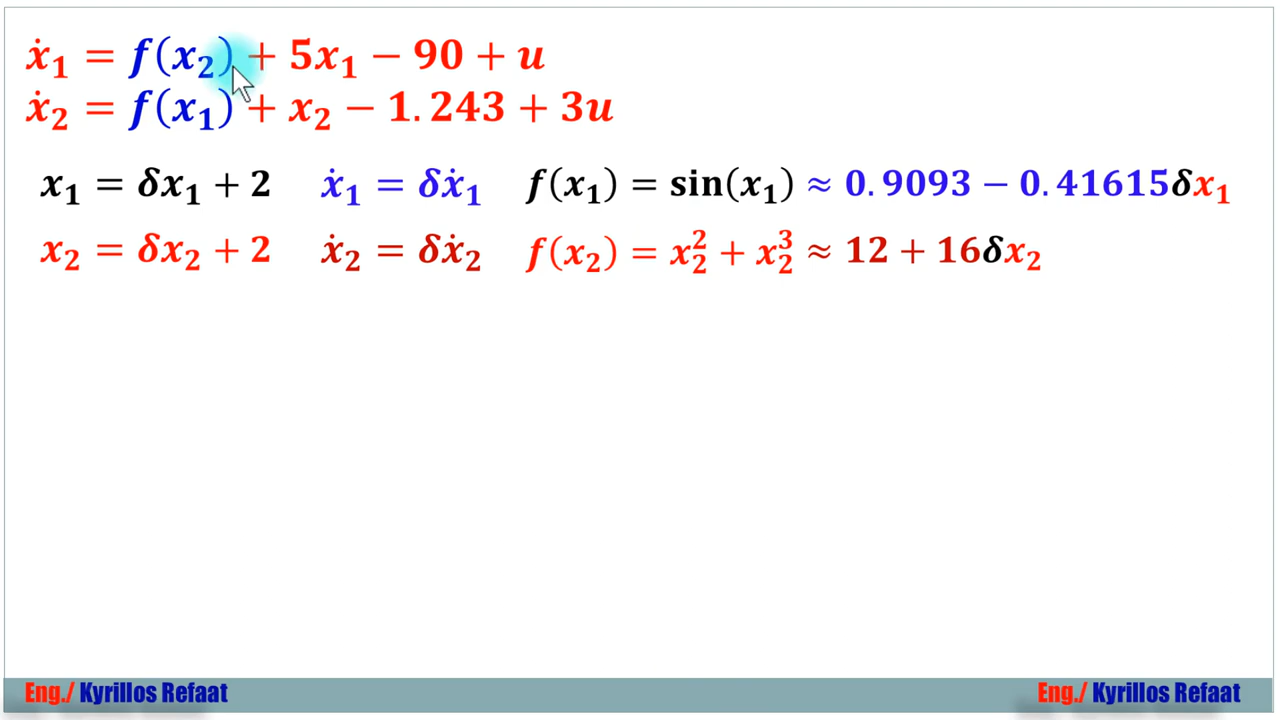 ẋ₁ = f(x₂) + 5x₁ − 90 + u
ẋ₂ = f(x₁) + x₂ − 1.243 + 3u
x₁ = δx₁ + 2 ẋ₁ = δẋ₁ f(x₁) = sin(x₁) ≈ 0.9093 − 0.41615δx₁
x₂ = δx₂ + 2 ẋ₂ = δẋ₂ f(x₂) = x₂² + x₂³ ≈ 12 + 16δx₂
Eng./ Kyrillos Refaat Eng./ Kyrillos Refaat